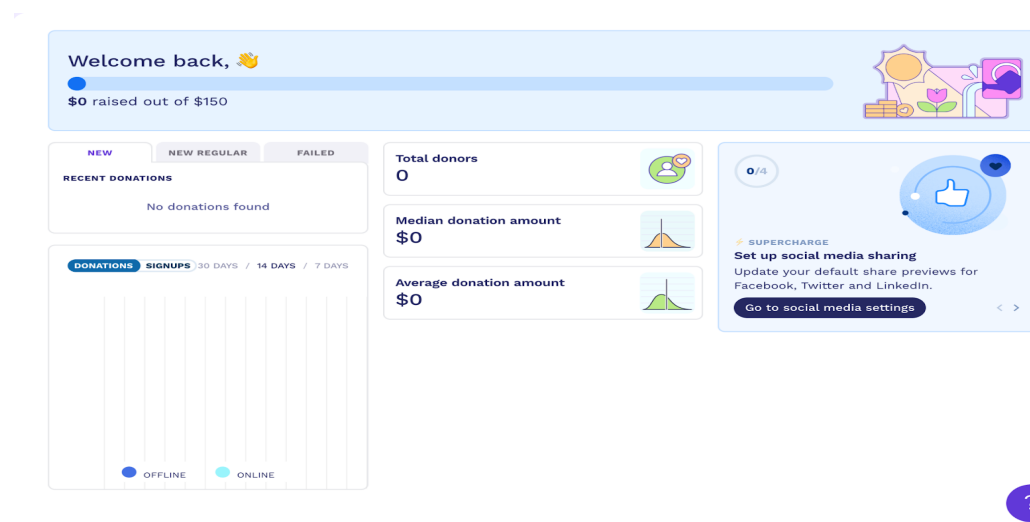 Welcome back, 👋
$0 raised out of $150
NEW
NEW REGULAR
FAILED
RECENT DONATIONS
No donations found
DONATIONS SIGNUPS 30 DAYS / 14 DAYS / 7 DAYS
OFFLINE
ONLINE
Total donors
0
Median donation amount
$0
Average donation amount
$0
0/4
⚡ SUPERCHARGE
Set up social media sharing
Update your default share previews for
Facebook, Twitter and LinkedIn.
Go to social media settings
< >
?